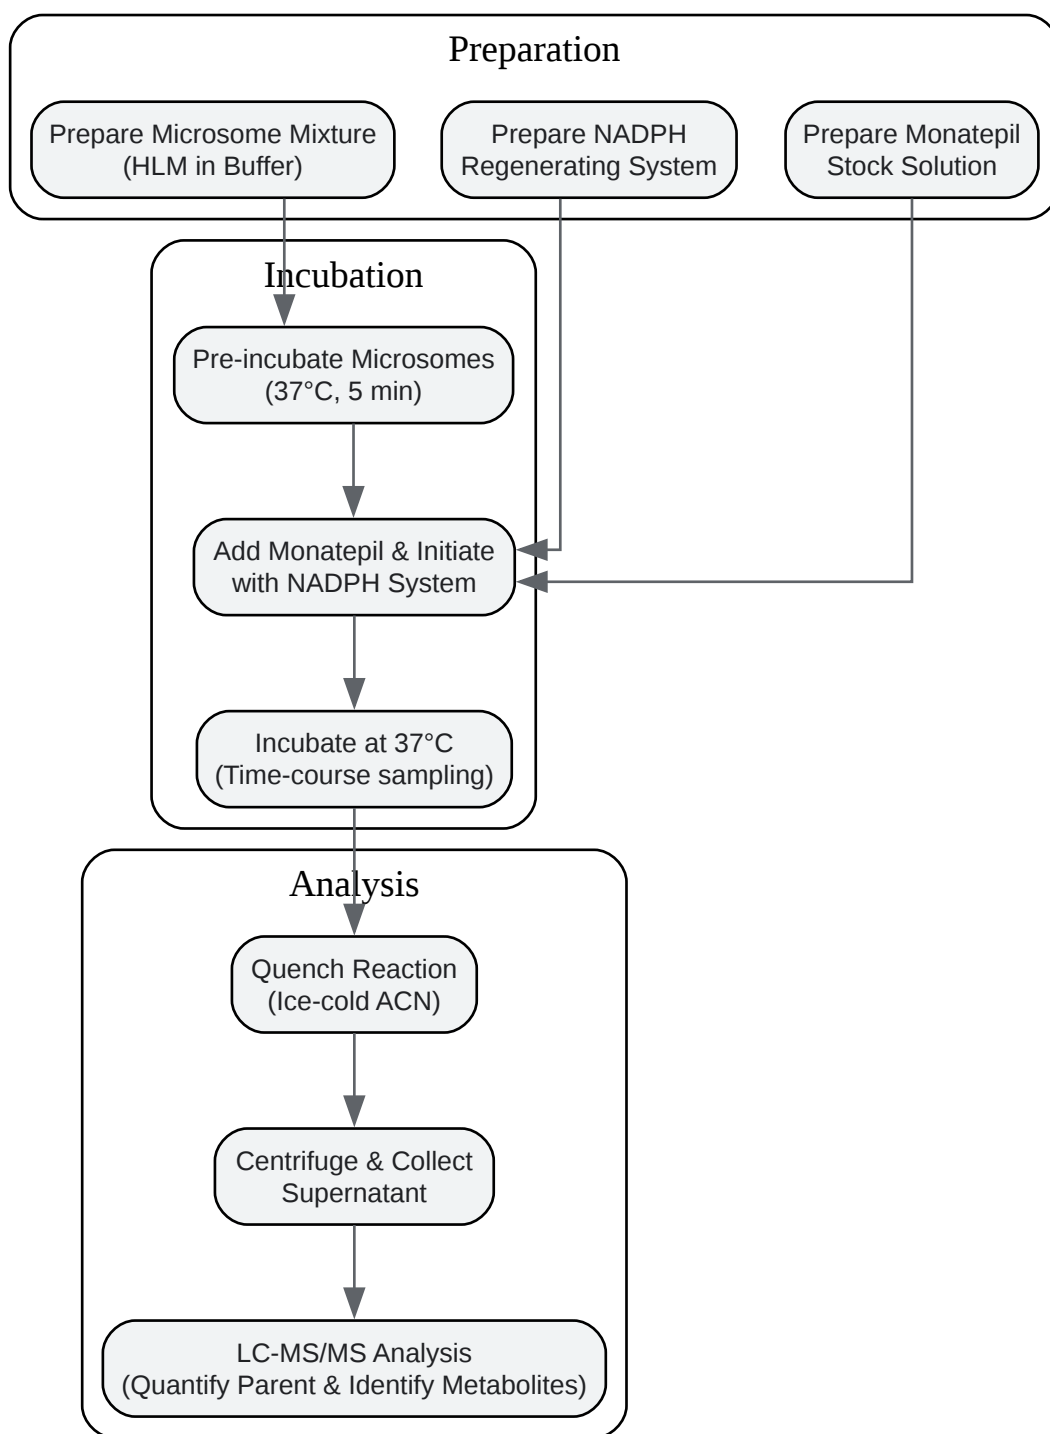 Preparation
Prepare Microsome Mixture
(HLM in Buffer)
Prepare NADPH
Regenerating System
Prepare Monatepil
Stock Solution
Incubation
Pre-incubate Microsomes
(37°C, 5 min)
Add Monatepil & Initiate
with NADPH System
Incubate at 37°C
(Time-course sampling)
Analysis
Quench Reaction
(Ice-cold ACN)
Centrifuge & Collect
Supernatant
LC-MS/MS Analysis
(Quantify Parent & Identify Metabolites)